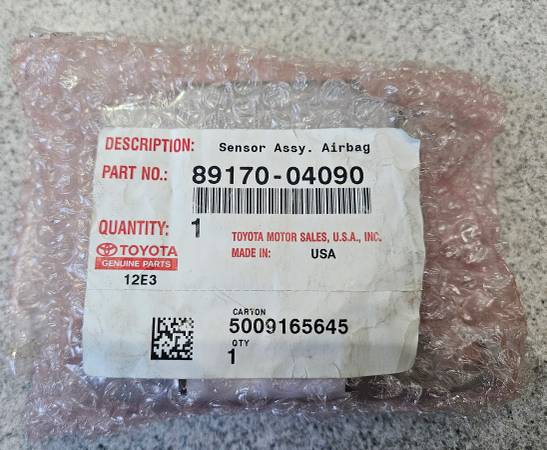 DESCRIPTION: Sensor Assy. Airbag
PART NO.: 89170-04090
QUANTITY: 1
TOYOTA MOTOR SALES, U.S.A., INC.
TOYOTA
GENUINE PARTS
MADE IN: USA
12E3
CARTON
5009165645
QTY
1